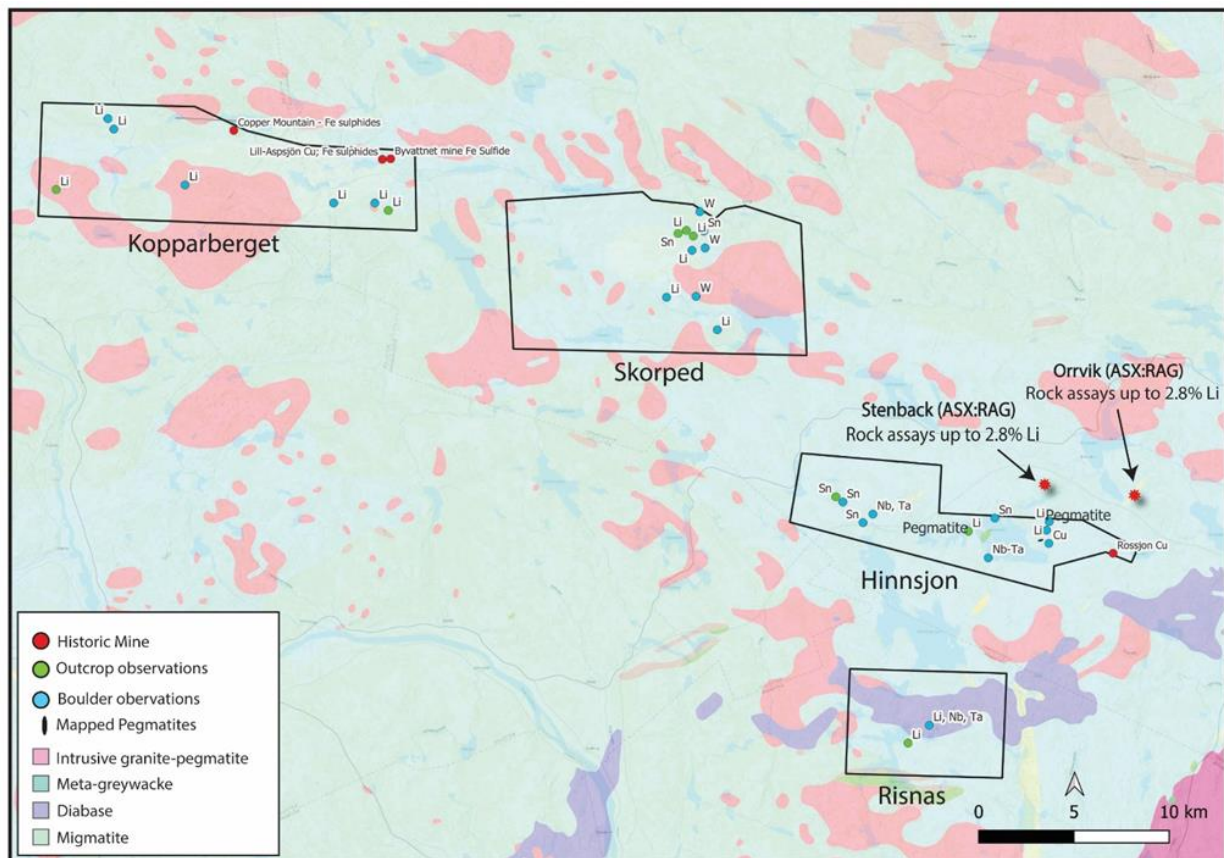 Li
Li
Copper Mountain - Fe sulphides
Lill-Aspsjön Cu; Fe sulphides
Byvattnet mine Fe Sulfide
Li
Li
Li
Li
Li
Kopparberget
W
Li
Sn
Li
Sn
W
Li
Li
W
Li
Skorped
Orrvik (ASX:RAG)
Rock assays up to 2.8% Li
Stenback (ASX:RAG)
Rock assays up to 2.8% Li
Sn
Sn
Nb, Ta
Sn
Sn
Li
Pegmatite
Pegmatite
Li
Li
Cu
Nb-Ta
Rossjon Cu
Hinnsjon
Li, Nb, Ta
Li
Risnas
Historic Mine
Outcrop observations
Boulder obervations
Mapped Pegmatites
Intrusive granite-pegmatite
Meta-greywacke
Diabase
Migmatite
0 5 10 km